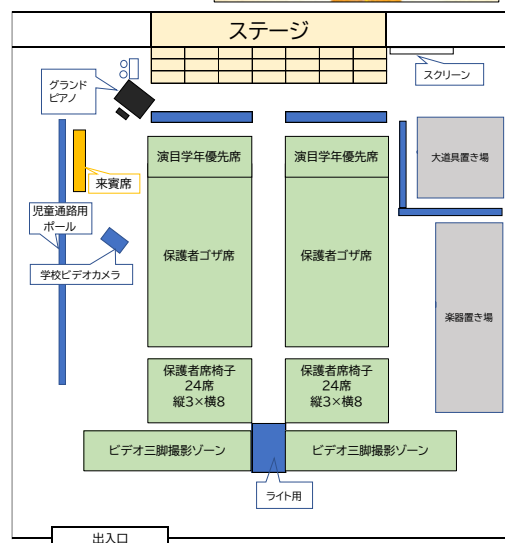 ステージ
スクリーン
グランド
ピアノ
演目学年優先席
演目学年優先席
大道具置き場
来賓席
児童通路用
ポール
保護者ゴザ席
保護者ゴザ席
学校ビデオカメラ
楽器置き場
保護者席椅子
24席
縦3×横8
保護者席椅子
24席
縦3×横8
ビデオ三脚撮影ゾーン
ビデオ三脚撮影ゾーン
ライト用
出入口